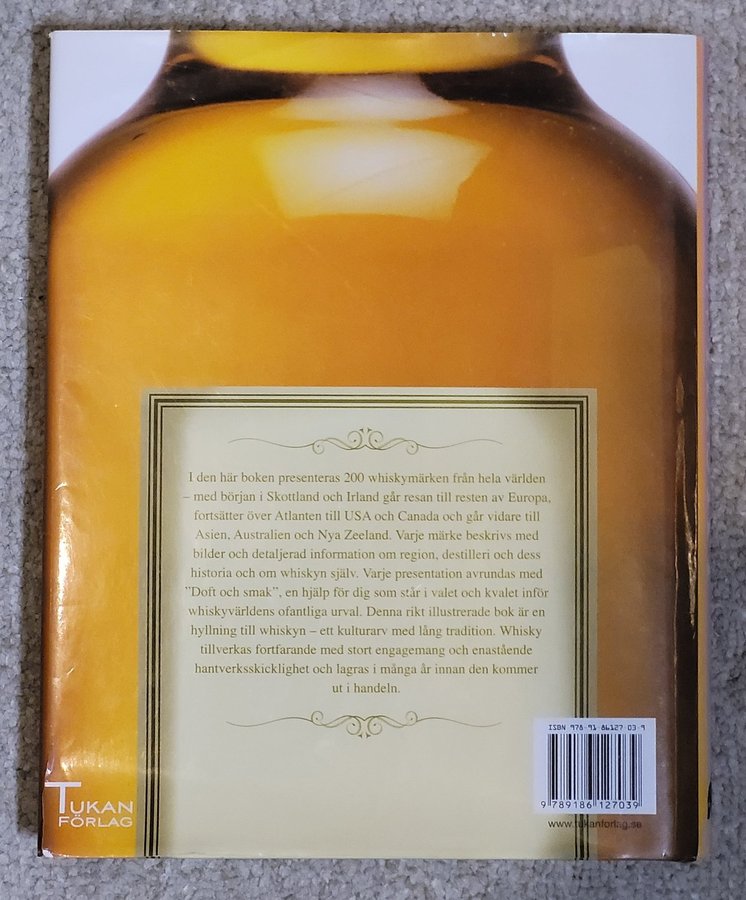 I den här boken presenteras 200 whiskymärken från hela världen
– med början i Skottland och Irland går resan till resten av Europa,
fortsätter över Atlanten till USA och Canada och går vidare till
Asien, Australien och Nya Zeeland. Varje märke beskrivs med
bilder och detaljerad information om region, destilleri och dess
historia och om whiskyn själv. Varje presentation avrundas med
”Doft och smak”, en hjälp för dig som står i valet och kvalet inför
whiskyvärldens ofantliga urval. Denna rikt illustrerade bok är en
hyllning till whiskyn – ett kulturarv med lång tradition. Whisky
tillverkas fortfarande med stort engagemang och enastående
hantverksskicklighet och lagras i många år innan den kommer
ut i handeln.
ISBN 978-91-86127-03-9
9 789186 127039
www.tukanforlag.se
TUKAN
FÖRLAG